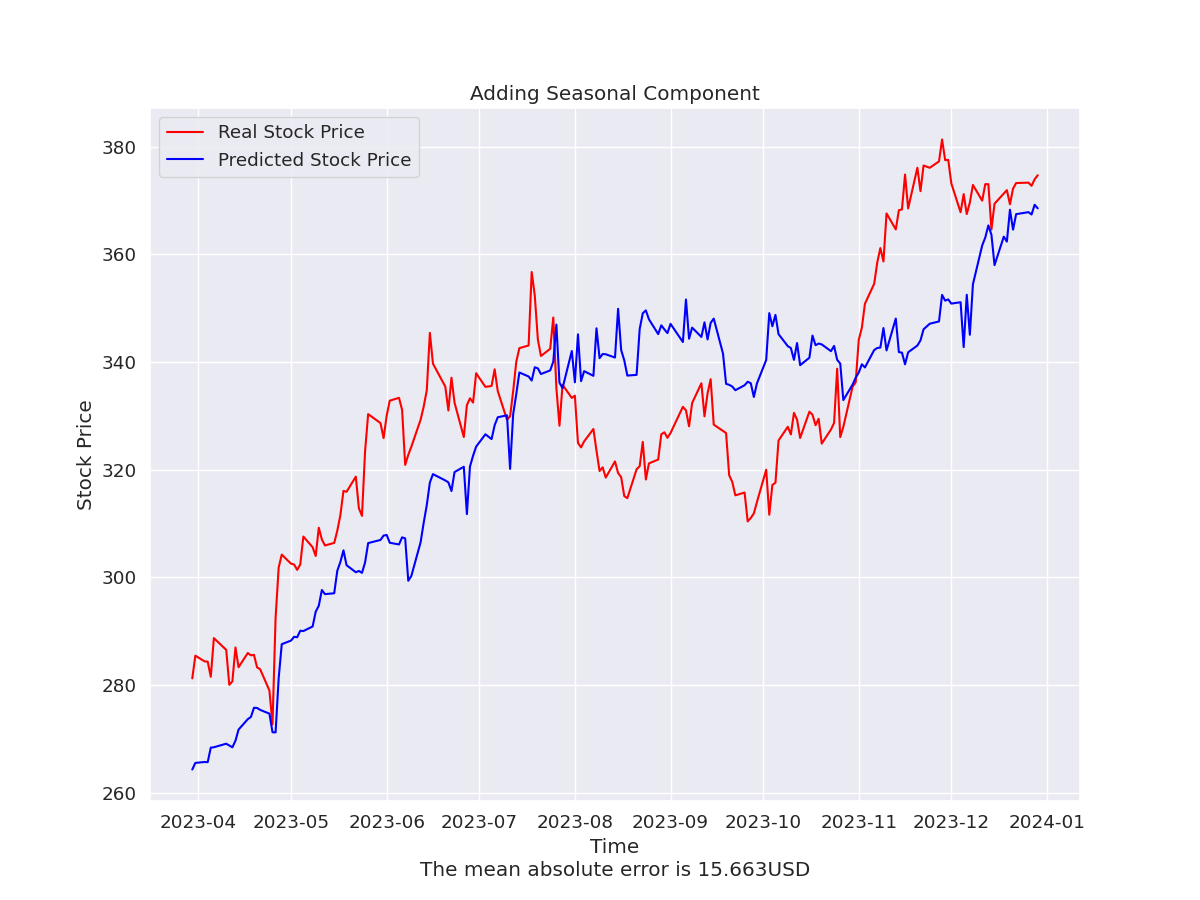 Adding Seasonal Component
Real Stock Price
Predicted Stock Price
380
360
340
320
300
280
260
Stock Price
2023-04 2023-05 2023-06 2023-07 2023-08 2023-09 2023-10 2023-11 2023-12 2024-01
Time
The mean absolute error is 15.663USD